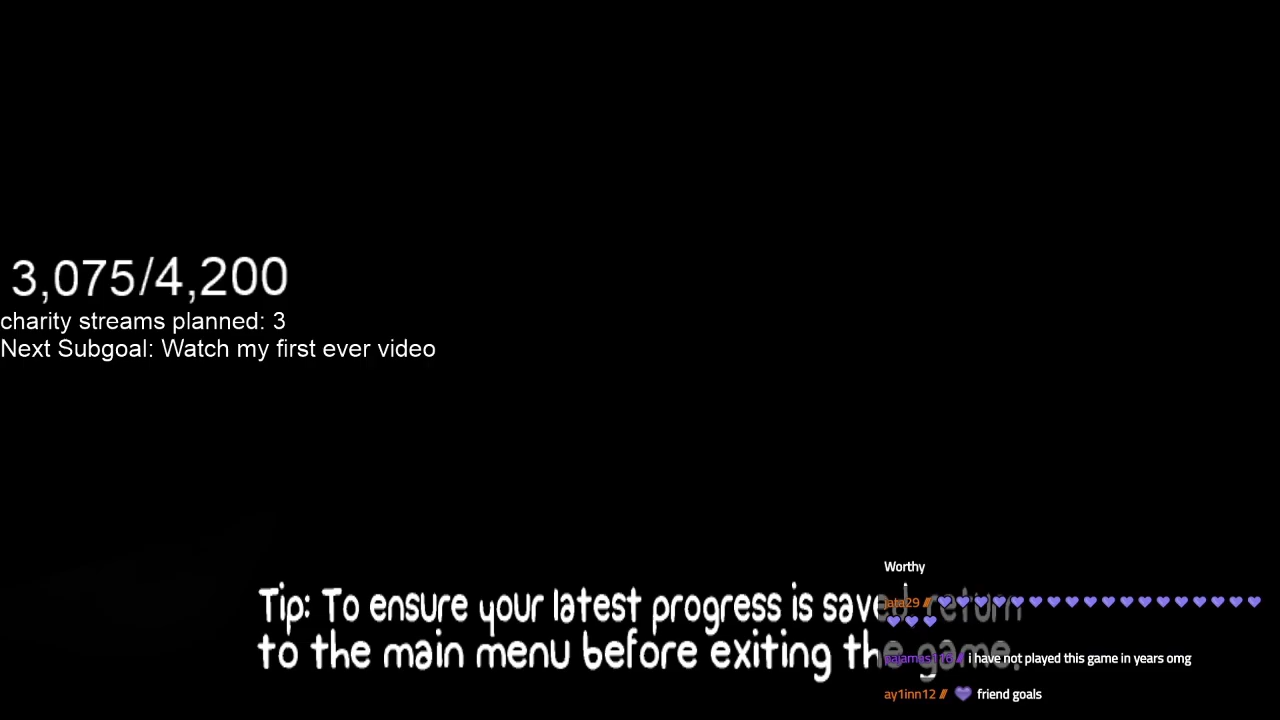 3,075/4,200
charity streams planned: 3
Next Subgoal: Watch my first ever video
Tip: To ensure your latest progress is saved, return
to the main menu before exiting the game.
Worthy
jata29 //
pajamas116 // i have not played this game in years omg
ay1inn12 // friend goals